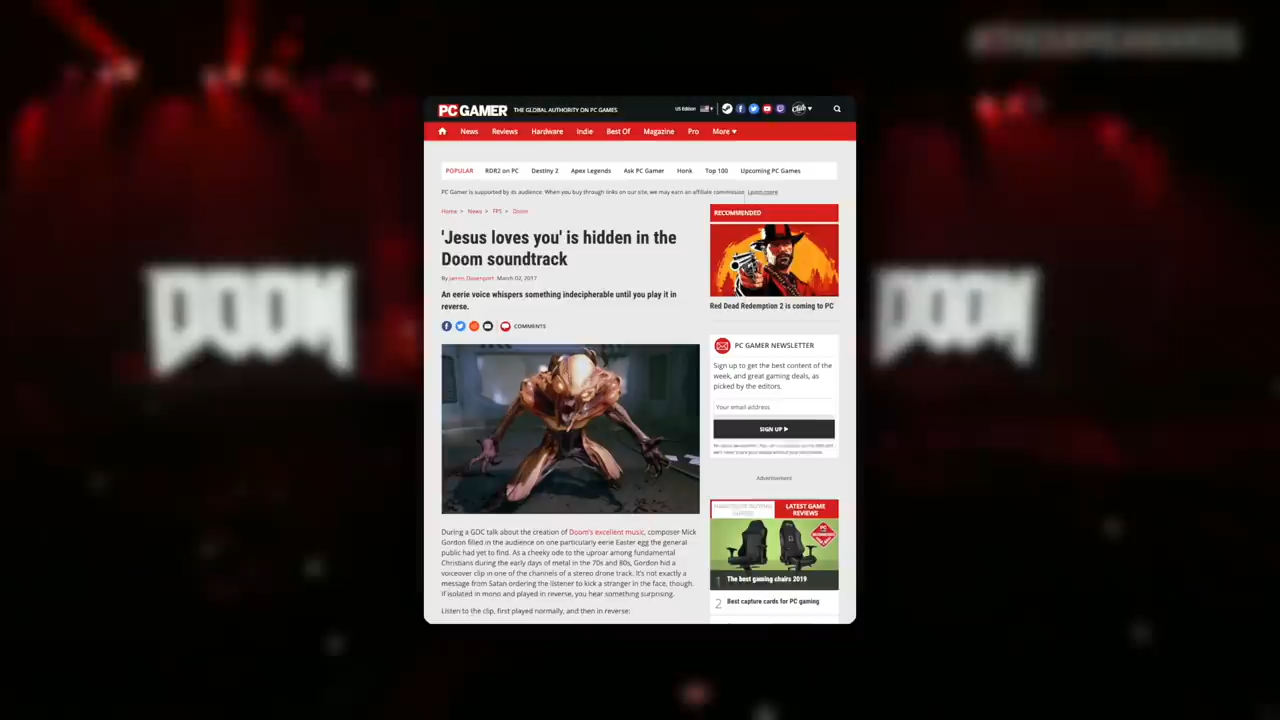 PC GAMER THE GLOBAL AUTHORITY ON PC GAMES US Edition Club
News Reviews Hardware Indie Best Of Magazine Pro More
POPULAR RDR2 on PC Destiny 2 Apex Legends Ask PC Gamer Honk Top 100 Upcoming PC Games
PC Gamer is supported by its audience. When you buy through links on our site, we may earn an affiliate commission. Learn more
Home > News > FPS > Doom
'Jesus loves you' is hidden in the
Doom soundtrack
By James Davenport March 02, 2017
An eerie voice whispers something indecipherable until you play it in
reverse.
COMMENTS
During a GDC talk about the creation of Doom's excellent music, composer Mick
Gordon filled in the audience on one particularly eerie Easter egg the general
public had yet to find. As a cheeky ode to the uproar among fundamental
Christians during the early days of metal in the 70s and 80s, Gordon hid a
voiceover clip in one of the channels of a stereo drone track. It's not exactly a
message from Satan ordering the listener to kick a stranger in the face, though.
If isolated in mono and played in reverse, you hear something surprising.
Listen to the clip, first played normally, and then in reverse:
RECOMMENDED
Red Dead Redemption 2 is coming to PC
PC GAMER NEWSLETTER
Sign up to get the best content of the
week, and great gaming deals, as
picked by the editors.
Your email address
SIGN UP
Advertisement
LATEST GAME
REVIEWS
1 The best gaming chairs 2019
2 Best capture cards for PC gaming
DOOM
DOOM